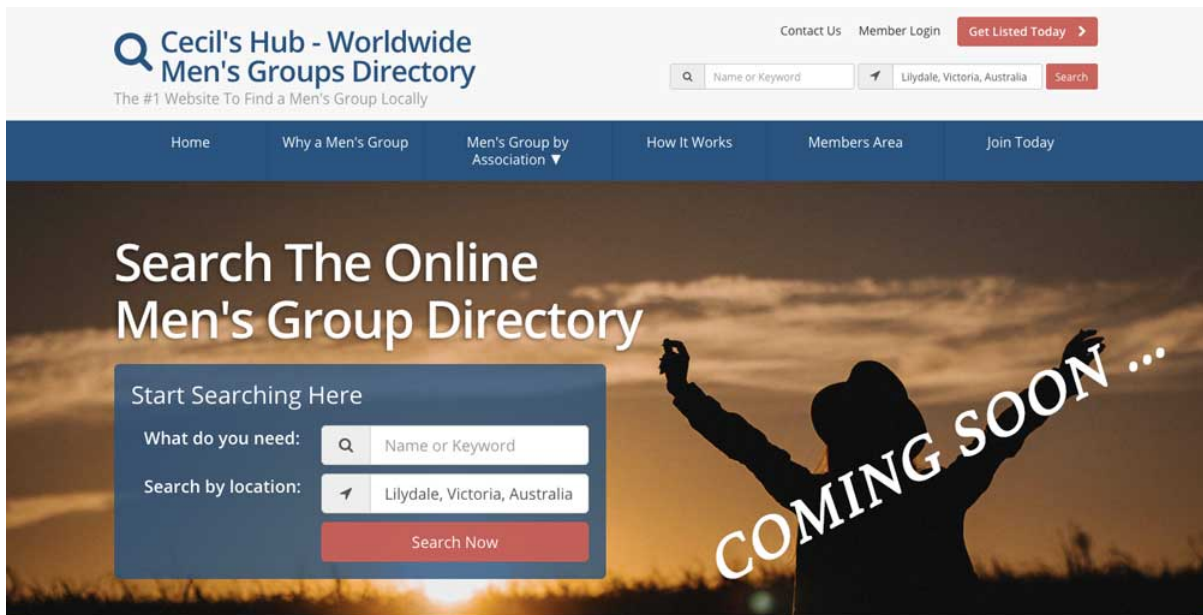 Cecil's Hub - Worldwide
Men's Groups Directory
The #1 Website To Find a Men's Group Locally
Contact Us Member Login Get Listed Today
Name or Keyword Lilydale, Victoria, Australia Search
Home Why a Men's Group Men's Group by Association ▼ How It Works Members Area Join Today
Search The Online
Men's Group Directory
Start Searching Here
What do you need: Name or Keyword
Search by location: Lilydale, Victoria, Australia
Search Now
COMING SOON ...